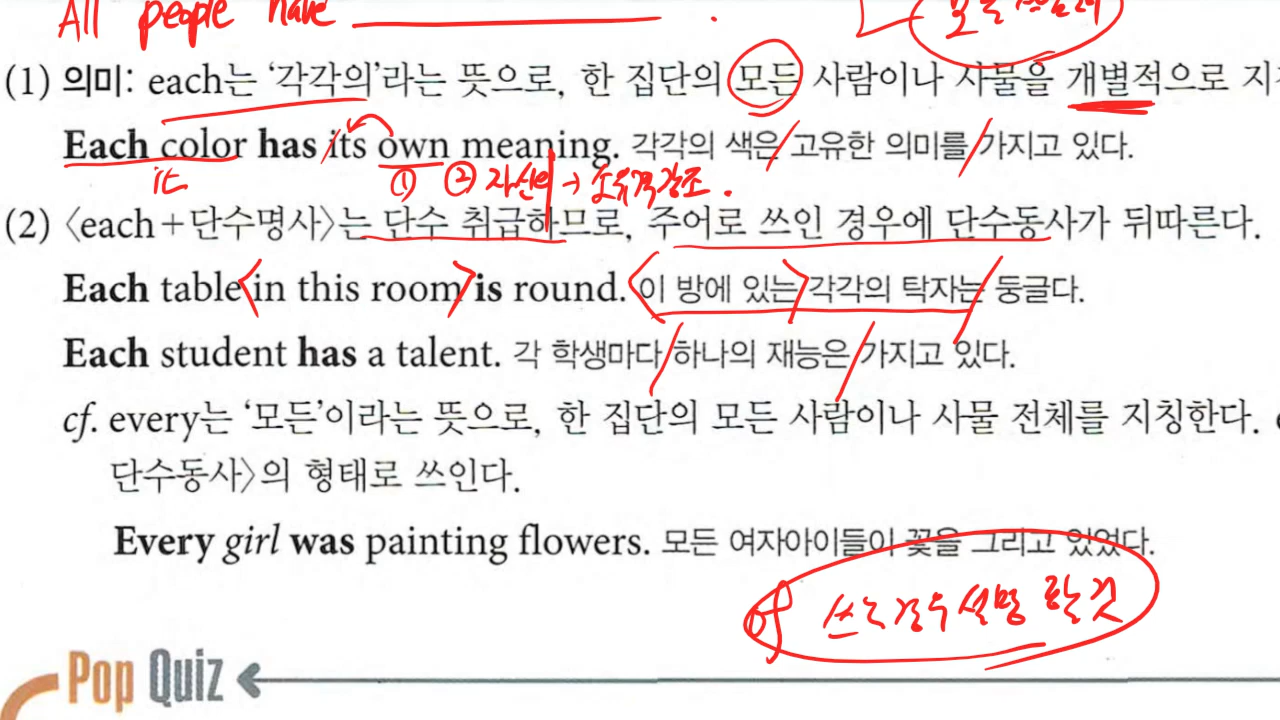 All people have ____________ .
(1) 의미: each는 '각각의'라는 뜻으로, 한 집단의 모든 사람이나 사물을 개별적으로 지
Each color has its own meaning. 각각의 색은 고유한 의미를 가지고 있다.
it ① ② 자신의 → 소유격 강조.
(2) 〈each+단수명사〉는 단수 취급하므로, 주어로 쓰인 경우에 단수동사가 뒤따른다.
Each table in this room is round. 이 방에 있는 각각의 탁자는 둥글다.
Each student has a talent. 각 학생마다 하나의 재능은 가지고 있다.
cf. every는 '모든'이라는 뜻으로, 한 집단의 모든 사람이나 사물 전체를 지칭한다.
단수동사〉의 형태로 쓰인다.
Every girl was painting flowers. 모든 여자아이들이 꽃을 그리고 있었다.
of 쓰는 경우 설명 할 것
Pop Quiz